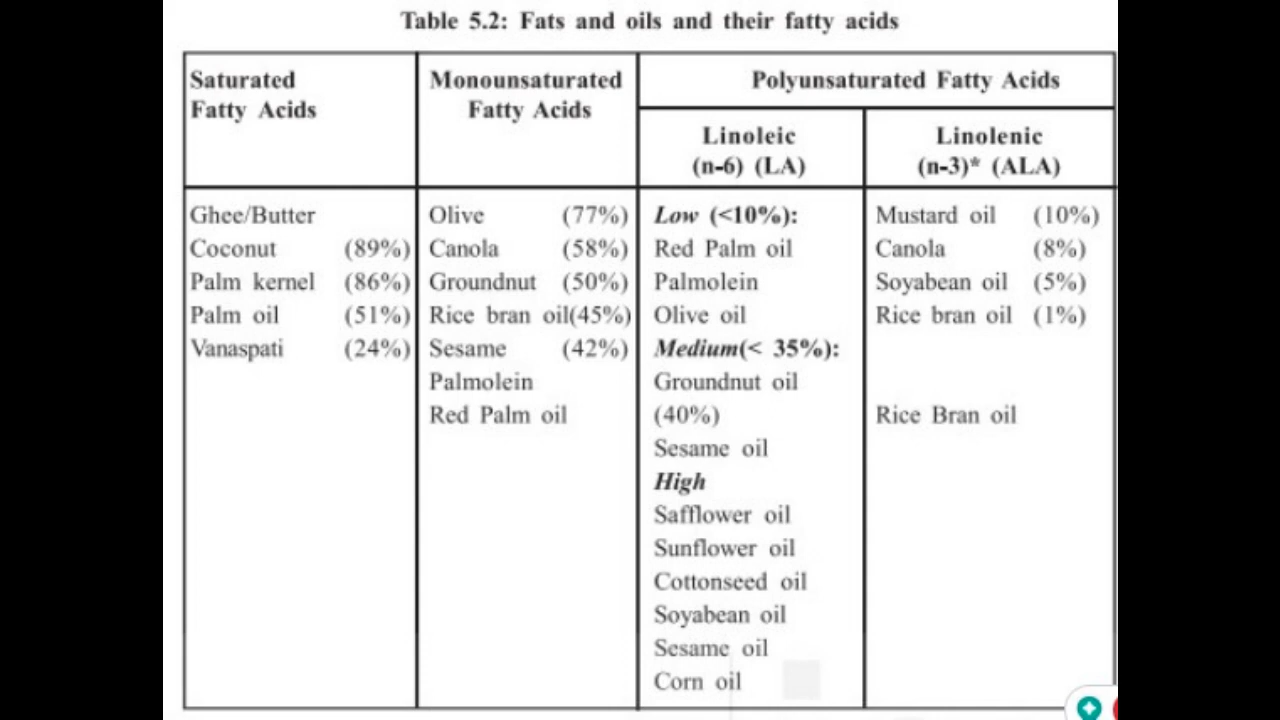 Table 5.2: Fats and oils and their fatty acids
Saturated
Fatty Acids
Monounsaturated
Fatty Acids
Polyunsaturated Fatty Acids
Linoleic
(n-6) (LA)
Linolenic
(n-3)* (ALA)
Ghee/Butter
Coconut (89%)
Palm kernel (86%)
Palm oil (51%)
Vanaspati (24%)
Olive (77%)
Canola (58%)
Groundnut (50%)
Rice bran oil(45%)
Sesame (42%)
Palmolein
Red Palm oil
Low (<10%):
Red Palm oil
Palmolein
Olive oil
Medium(< 35%):
Groundnut oil
(40%)
Sesame oil
High
Safflower oil
Sunflower oil
Cottonseed oil
Soyabean oil
Sesame oil
Corn oil
Mustard oil (10%)
Canola (8%)
Soyabean oil (5%)
Rice bran oil (1%)
Rice Bran oil